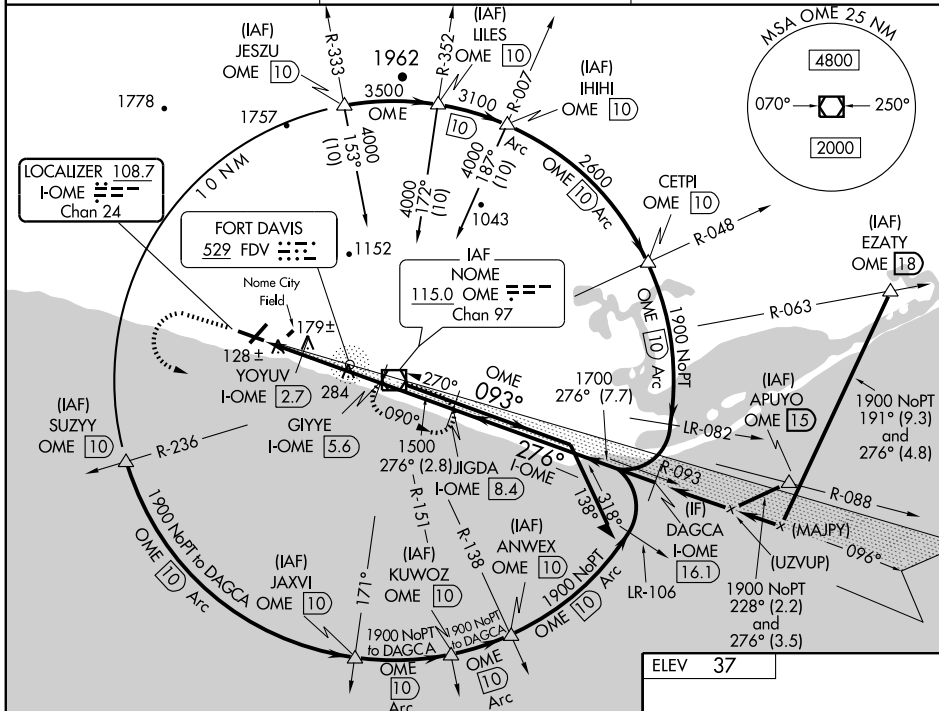 (IAF)
JESZU
OME 10
R-333
1962
R-352
(IAF)
LILES
OME 10
R-007
(IAF)
IHIHI
OME 10
MSA OME 25 NM
4800
070°
250°
2000
1778
1757
3500
OME
10
3100
Arc
2600
OME 10 Arc
10 NM
4000
153°
(10)
4000
172°
(10)
4000
187°
(10)
1043
CETPI
OME 10
R-048
LOCALIZER 108.7
I-OME
Chan 24
FORT DAVIS
529 FDV
1152
IAF
NOME
115.0 OME
Chan 97
(IAF)
EZATY
OME 18
R-063
OME 10 Arc
1900 NoPT
Nome City
Field
179±
128±
YOYUV
I-OME 2.7
284
GIYYE
I-OME 5.6
270°
090°
OME
093°
1700
276° (7.7)
LR-082
(IAF)
APUYO
OME 15
1900 NoPT
191° (9.3)
and
276° (4.8)
(IAF)
SUZYY
OME 10
R-236
1500
276° (2.8)
JIGDA
I-OME 8.4
276°
I-OME
R-093
R-088
318°
138°
(IF)
DAGCA
I-OME
16.1
(MAJPY)
(UZVUP)
096°
LR-106
1900 NoPT
228° (2.2)
and
276° (3.5)
R-151
R-138
(IAF)
ANWEX
OME 10
1900 NoPT
OME 10 Arc
1900 NoPT to DAGCA
OME 10 Arc
(IAF)
JAXVI
OME 10
171°
(IAF)
KUWOZ
OME 10
1900 NoPT
to DAGCA
OME
10
Arc
1900 NoPT
to DAGCA
OME
10
Arc
ELEV 37